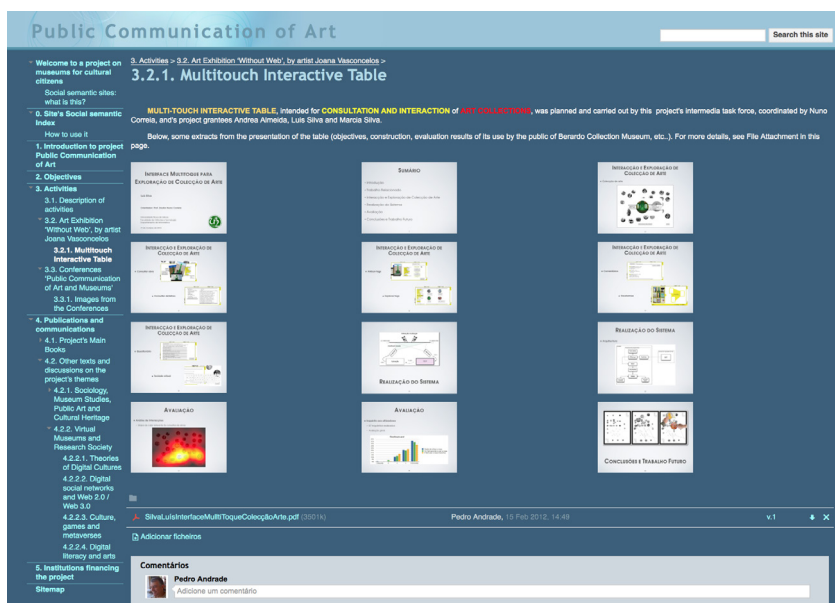 Public Communication of Art
Search this site
Welcome to a project on
museums for cultural
citizens
Social semantic sites:
what is this?
0. Site's Social semantic
Index
How to use it
1. Introduction to project
Public Communication
of Art
2. Objectives
3. Activities
3.1. Description of
activities
3.2. Art Exhibition
'Without Web', by artist
Joana Vasconcelos
3.2.1. Multitouch
Interactive Table
3.3. Conferences
'Public Communication
of Art and Museums'
3.3.1. Images from
the Conferences
4. Publications and
communications
4.1. Project's Main
Books
4.2. Other texts and
discussions on the
project's themes
4.2.1. Sociology,
Museum Studies,
Public Art and
Cultural Heritage
4.2.2. Virtual
Museums and
Research Society
4.2.2.1. Theories
of Digital Cultures
4.2.2.2. Digital
social networks
and Web 2.0 /
Web 3.0
4.2.2.3. Culture,
games and
metaverses
4.2.2.4. Digital
literacy and arts
5. Institutions financing
the project
Sitemap
3. Activities > 3.2. Art Exhibition 'Without Web', by artist Joana Vasconcelos >
3.2.1. Multitouch Interactive Table
MULTI-TOUCH INTERACTIVE TABLE, intended for CONSULTATION AND INTERACTION of ART COLLECTIONS, was planned and carried out by this project's intermedia task force, coordinated by Nuno
Correia, and's project grantees Andrea Almeida, Luis Silva and Marcia Silva.
Below, some extracts from the presentation of the table (objectives, construction, evaluation results of its use by the public of Berardo Collection Museum, etc..). For more details, see File Attachment in this
page.
INTERFACE MULTITOQUE PARA
EXPLORAÇÃO DE COLECÇÃO DE ARTE
SUMÁRIO
INTERACÇÃO E EXPLORAÇÃO DE
COLECÇÃO DE ARTE
INTERACÇÃO E EXPLORAÇÃO DE
COLECÇÃO DE ARTE
INTERACÇÃO E EXPLORAÇÃO DE
COLECÇÃO DE ARTE
INTERACÇÃO E EXPLORAÇÃO DE
COLECÇÃO DE ARTE
INTERACÇÃO E EXPLORAÇÃO DE
COLECÇÃO DE ARTE
REALIZAÇÃO DO SISTEMA
REALIZAÇÃO DO SISTEMA
AVALIAÇÃO
AVALIAÇÃO
CONCLUSÕES E TRABALHO FUTURO
SilvaLuisInterfaceMulltiToqueColecçãoArte.pdf (3501k)
Pedro Andrade, 15 Feb 2012, 14:49
v.1
Adicionar ficheiros
Comentários
Pedro Andrade
Adicione um comentário